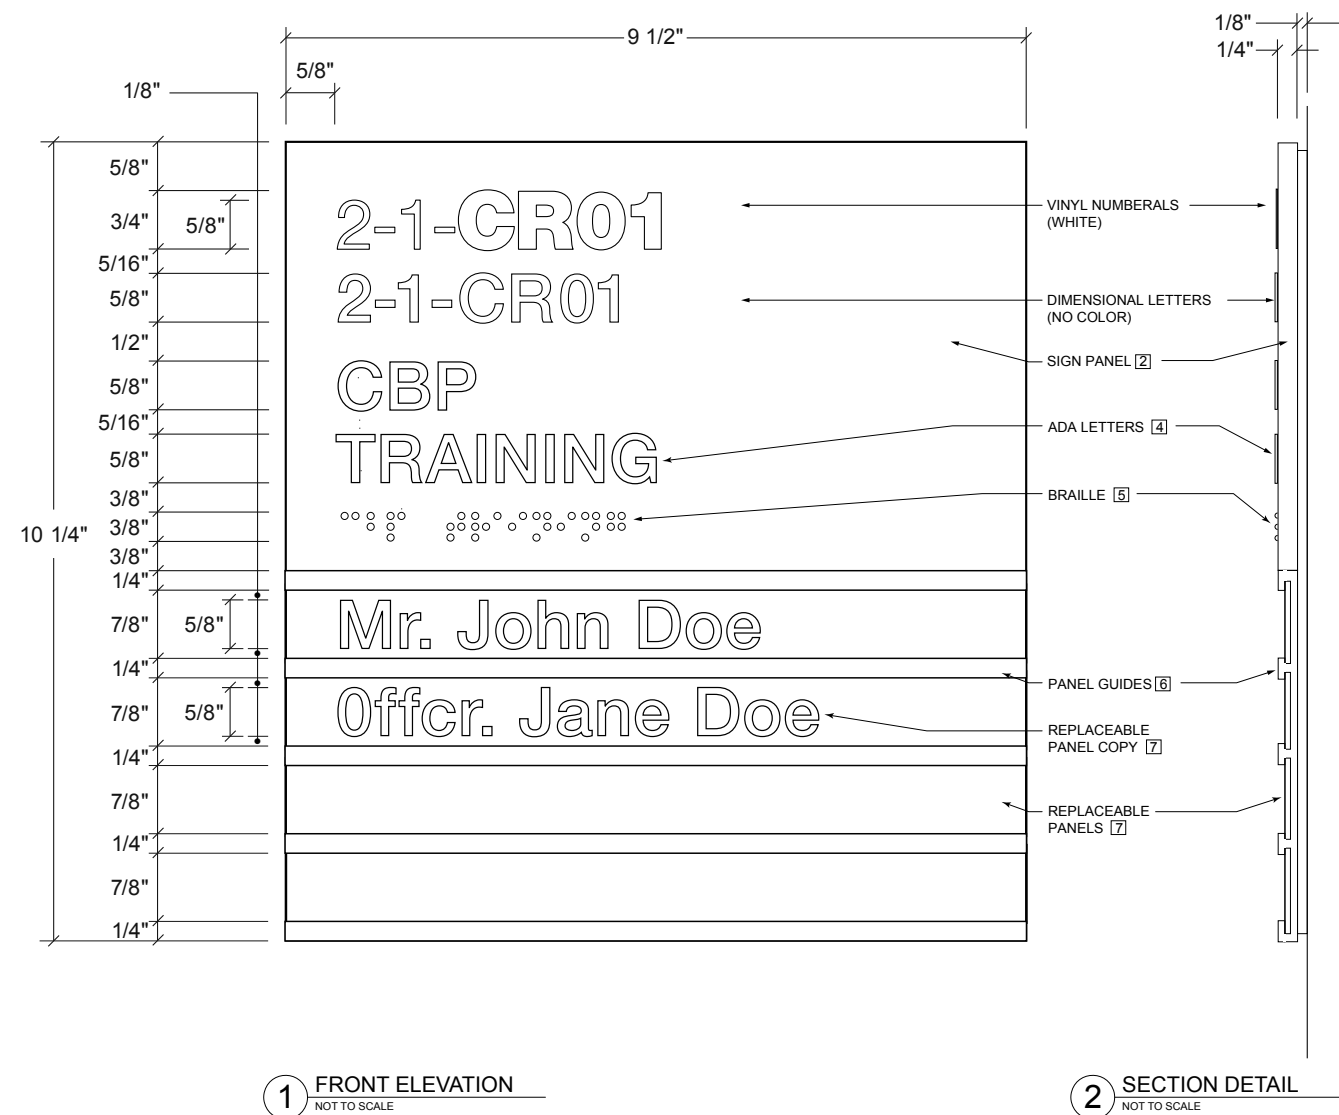 9 1/2"
5/8"
1/8"
1/8"
1/4"
5/8"
3/4"
5/8"
5/16"
5/8"
1/2"
5/8"
5/16"
5/8"
3/8"
3/8"
3/8"
1/4"
7/8"
5/8"
1/4"
7/8"
5/8"
1/4"
7/8"
1/4"
7/8"
1/4"
10 1/4"
2-1-CR01
2-1-CR01
CBP
TRAINING
Mr. John Doe
0ffcr. Jane Doe
VINYL NUMBERALS
(WHITE)
DIMENSIONAL LETTERS
(NO COLOR)
SIGN PANEL 2
ADA LETTERS 4
BRAILLE 5
PANEL GUIDES 6
REPLACEABLE
PANEL COPY 7
REPLACEABLE
PANELS 7
1 FRONT ELEVATION
NOT TO SCALE
2 SECTION DETAIL
NOT TO SCALE